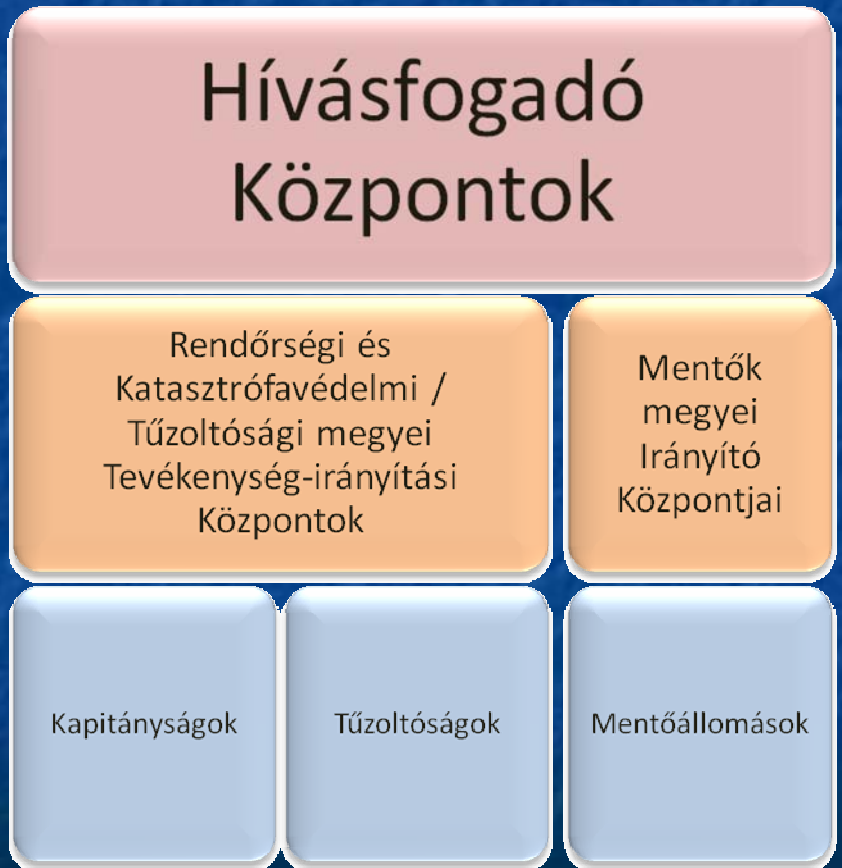 Hívásfogadó
Központok
Rendőrségi és
Katasztrófavédelmi /
Tűzoltósági megyei
Tevékenység-irányítási
Központok
Mentők
megyei
Irányító
Központjai
Kapitányságok
Tűzoltóságok
Mentőállomások